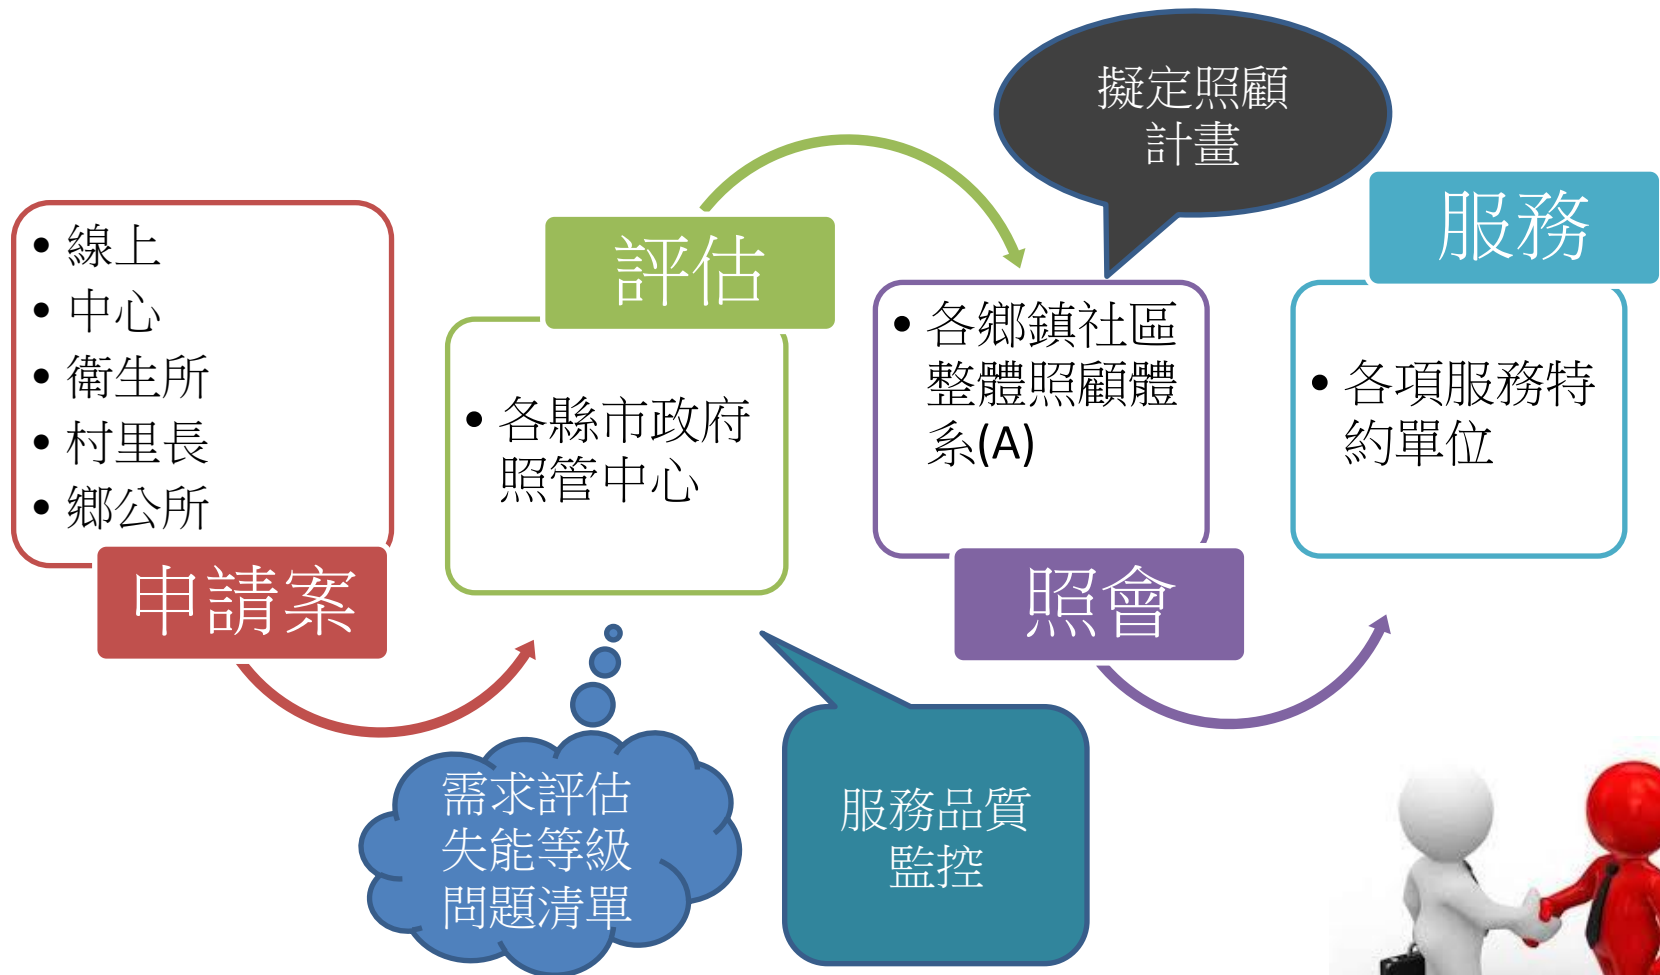 • 線上
• 中心
• 衛生所
• 村里長
• 鄉公所
申請案
評估
• 各縣市政府
照管中心
需求評估
失能等級
問題清單
服務品質
監控
擬定照顧
計畫
• 各鄉鎮社區
整體照顧體
系(A)
照會
服務
• 各項服務特
約單位